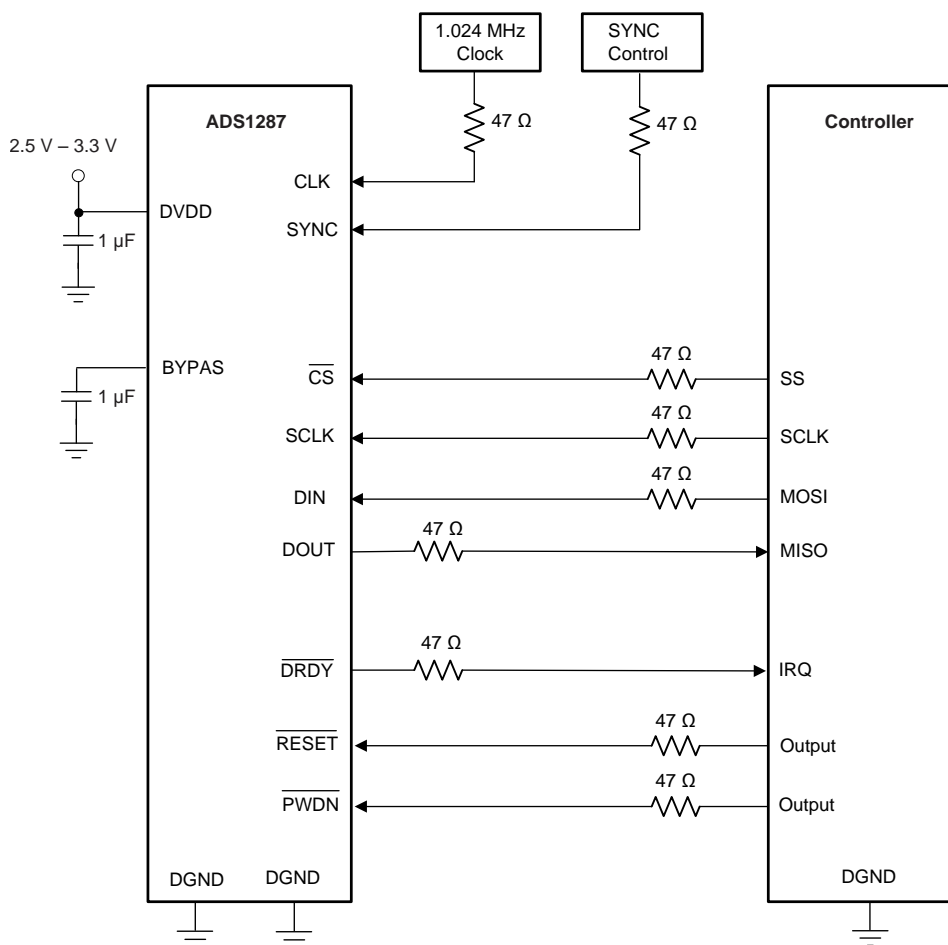 1.024 MHz
Clock
SYNC
Control
ADS1287
47 Ω
47 Ω
Controller
2.5 V – 3.3 V
CLK
DVDD
SYNC
1 µF
BYPAS
1 µF
CS
47 Ω
SS
SCLK
47 Ω
SCLK
DIN
47 Ω
MOSI
DOUT
47 Ω
MISO
DRDY
47 Ω
IRQ
RESET
47 Ω
Output
PWDN
47 Ω
Output
DGND
DGND
DGND